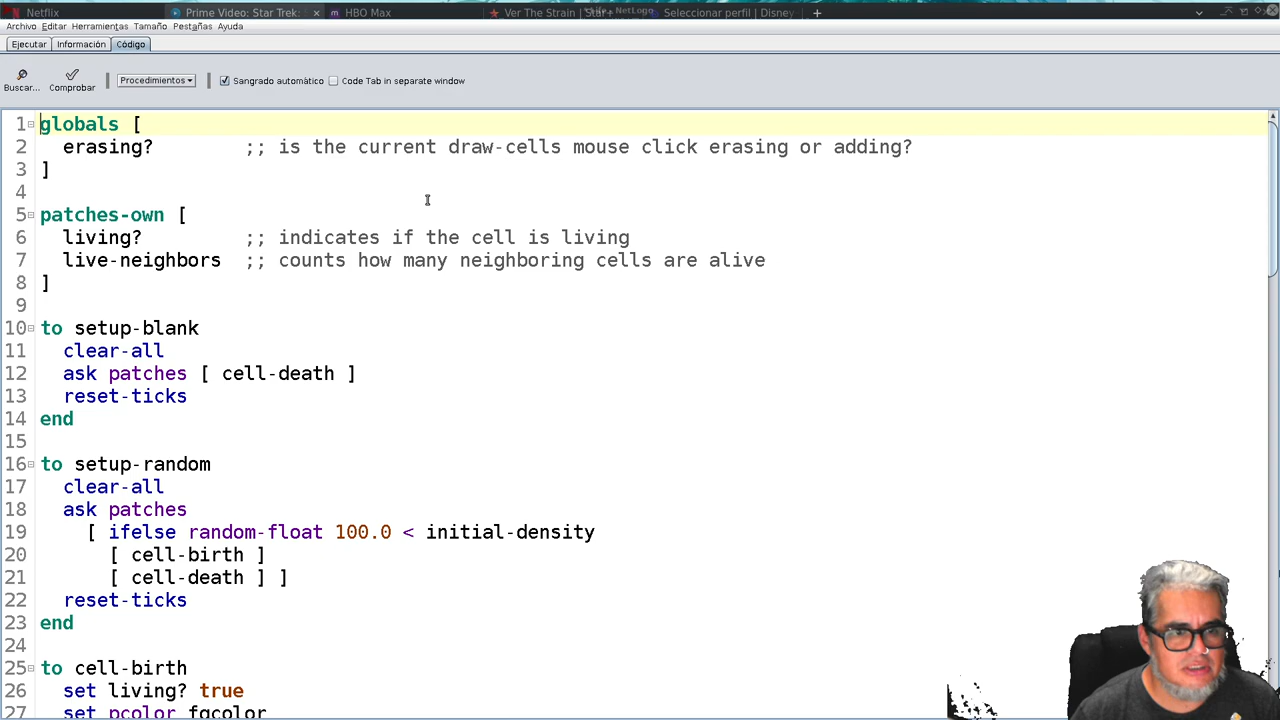 Netflix
Prime Video: Star Trek:
HBO Max
Ver The Strain | Star+
NetLogo
Seleccionar perfil | Disney
Archivo Editar Herramientas Tamaño Pestañas Ayuda
Ejecutar Información Código
Buscar... Comprobar Procedimientos Sangrado automático Code Tab in separate window
1 globals [
2 erasing? ;; is the current draw-cells mouse click erasing or adding?
3 ]
4
5 patches-own [
6 living? ;; indicates if the cell is living
7 live-neighbors ;; counts how many neighboring cells are alive
8 ]
9
10 to setup-blank
11 clear-all
12 ask patches [ cell-death ]
13 reset-ticks
14 end
15
16 to setup-random
17 clear-all
18 ask patches
19 [ ifelse random-float 100.0 < initial-density
20 [ cell-birth ]
21 [ cell-death ] ]
22 reset-ticks
23 end
24
25 to cell-birth
26 set living? true
27 set pcolor fgcolor